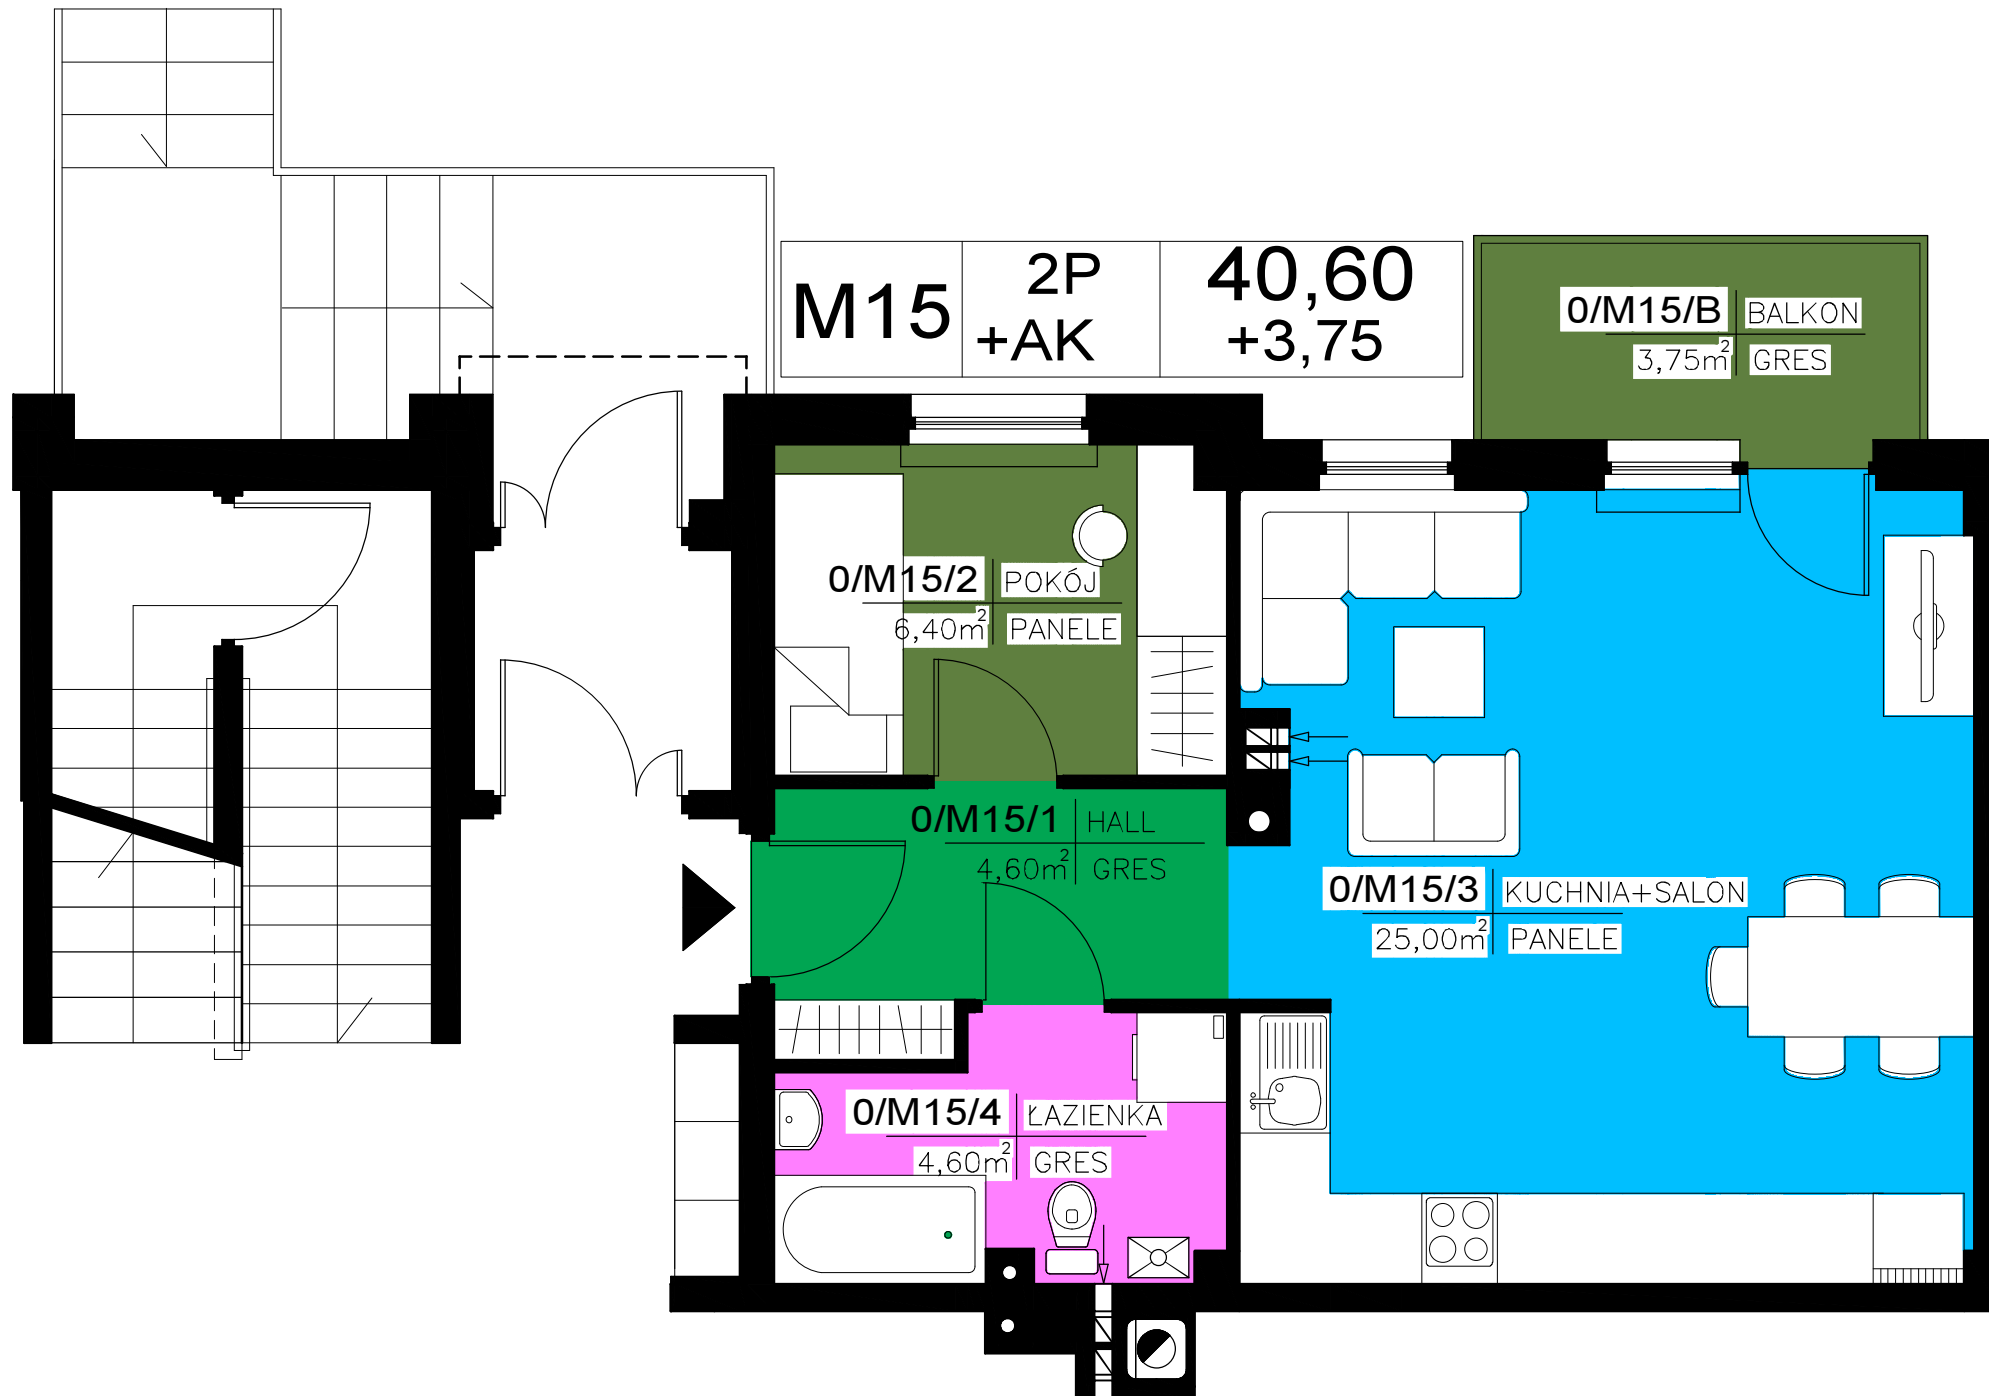 M15
2P
+AK
40,60
+3,75
0/M15/B BALKON
3,75m² GRES
0/M15/2 POKÓJ
6,40m² PANELE
0/M15/1 HALL
4,60m² GRES
0/M15/3 KUCHNIA+SALON
25,00m² PANELE
0/M15/4 ŁAZIENKA
4,60m² GRES